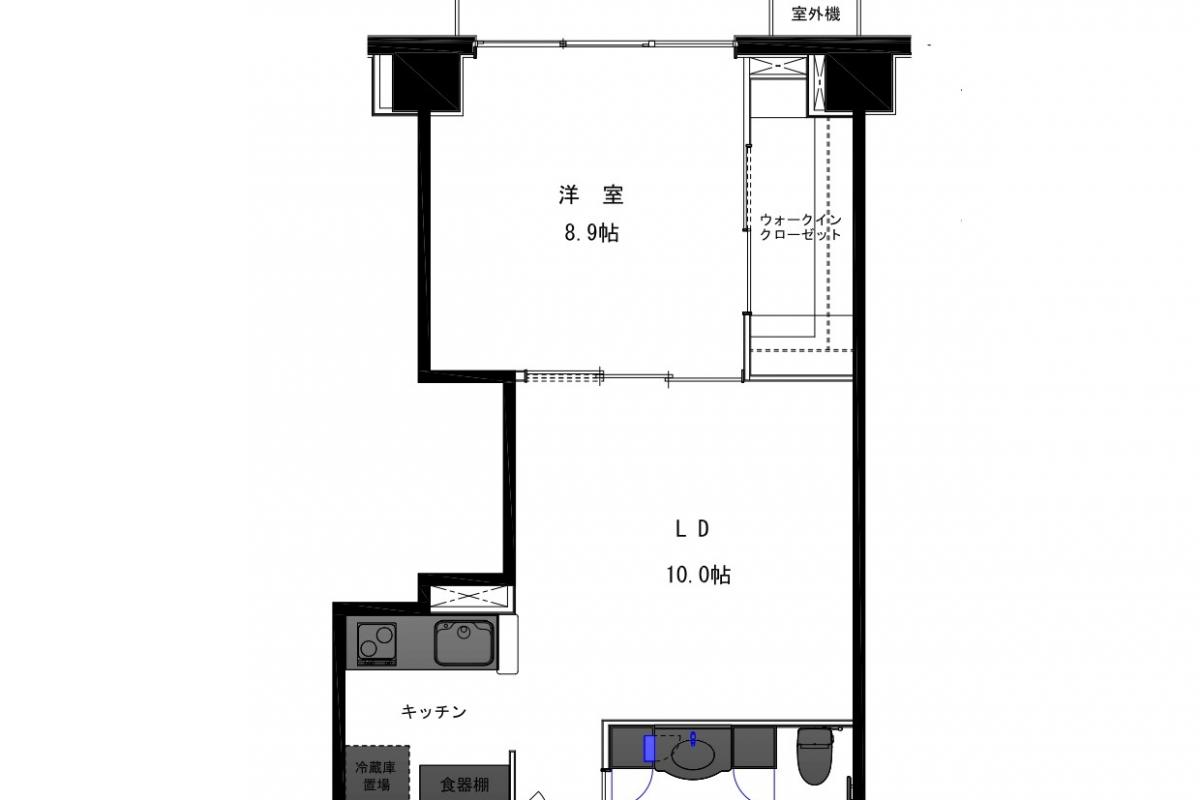 室外機
洋 室
8.9帖
ウォークイン
クローゼット
LD
10.0帖
キッチン
冷蔵庫
置場
食器棚